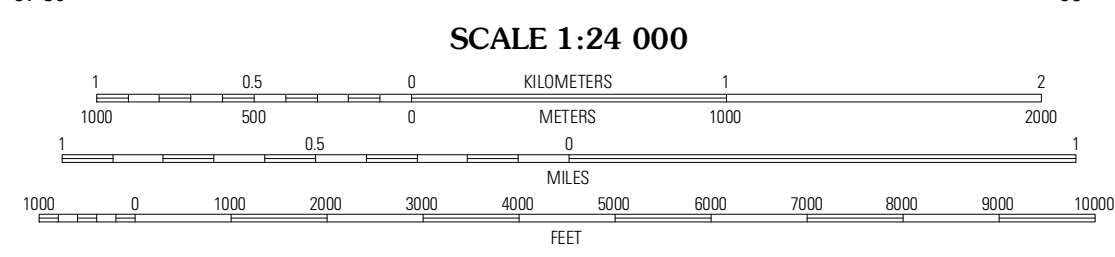 SCALE 1:24 000
1 0.5 0 KILOMETERS 1 2
1000 500 0 METERS 1000 2000
1 0.5 0 1
MILES
1000 0 1000 2000 3000 4000 5000 6000 7000 8000 9000 10000
FEET